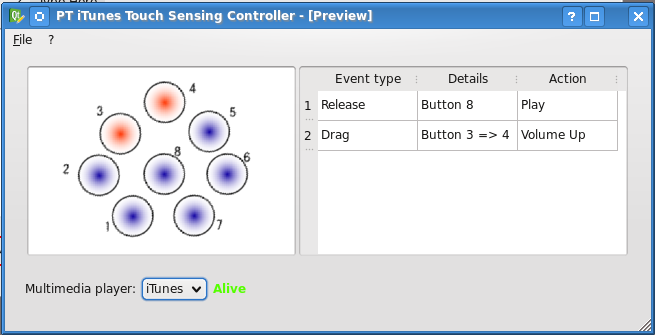 PT iTunes Touch Sensing Controller - [Preview]
File ?
Event type Details Action
1 Release Button 8 Play
2 Drag Button 3 => 4 Volume Up
4
3
5
8
2
6
1
7
Multimedia player: iTunes Alive